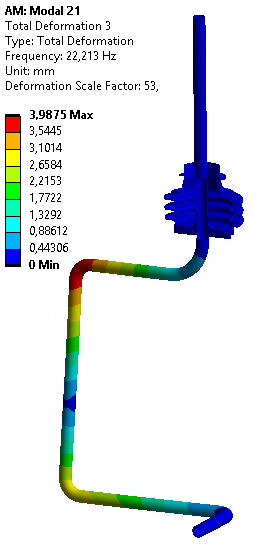 AM: Modal 21
Total Deformation 3
Type: Total Deformation
Frequency: 22,213 Hz
Unit: mm
Deformation Scale Factor: 53,
3,9875 Max
3,5445
3,1014
2,6584
2,2153
1,7722
1,3292
0,88612
0,44306
0 Min